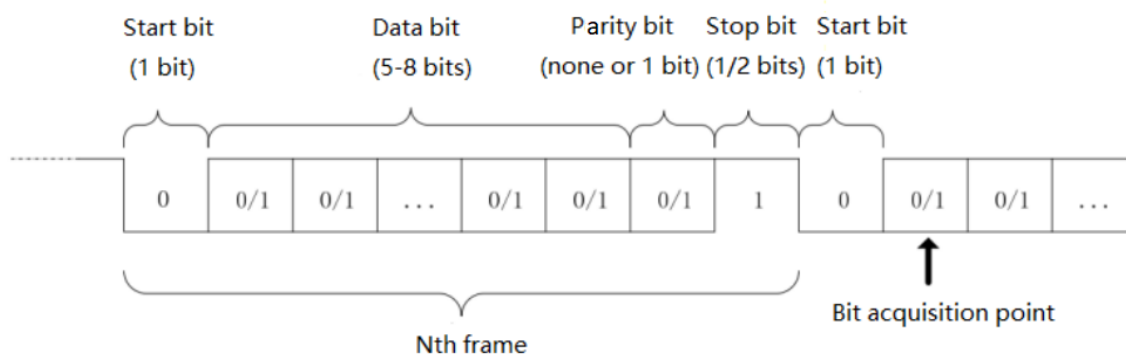 Start bit Data bit Parity bit Stop bit Start bit
(1 bit) (5-8 bits) (none or 1 bit) (1/2 bits) (1 bit)
0 0/1 0/1 ... 0/1 0/1 0/1 1 0 0/1 0/1 ...
Bit acquisition point
Nth frame